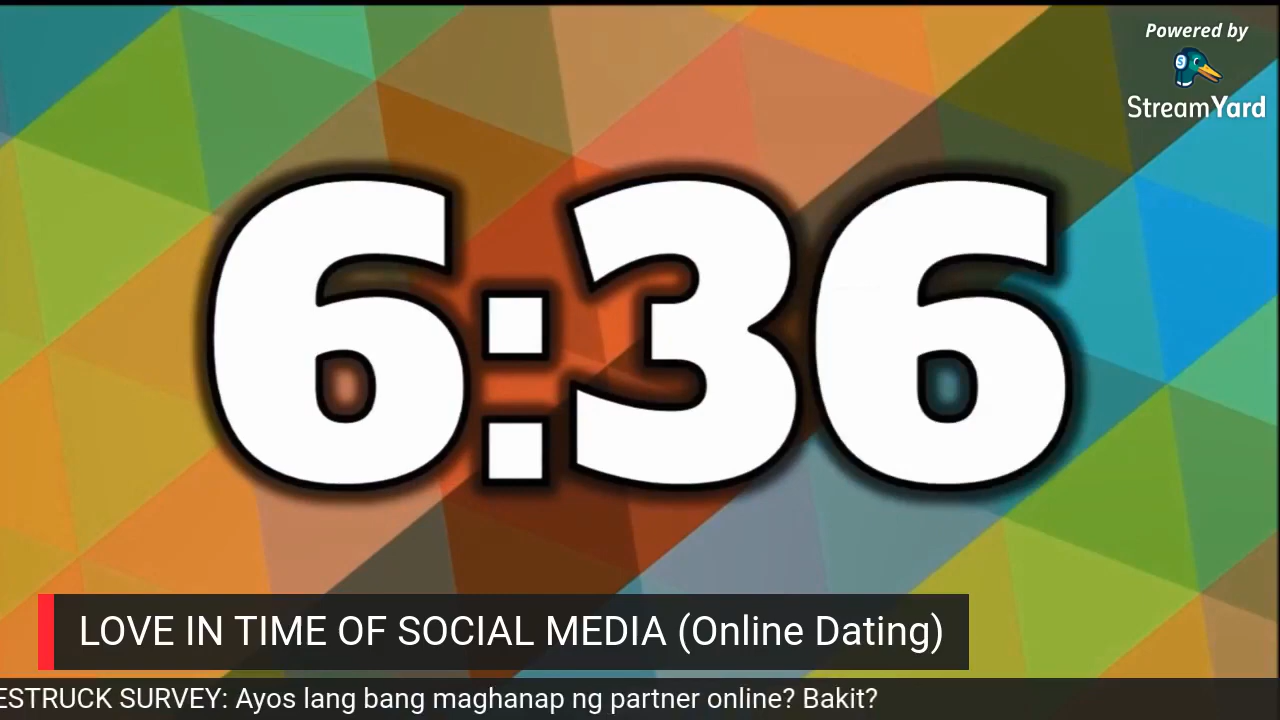 Powered by
StreamYard
6:36
LOVE IN TIME OF SOCIAL MEDIA (Online Dating)
SURVEY: Ayos lang bang maghanap ng partner online? Bakit?